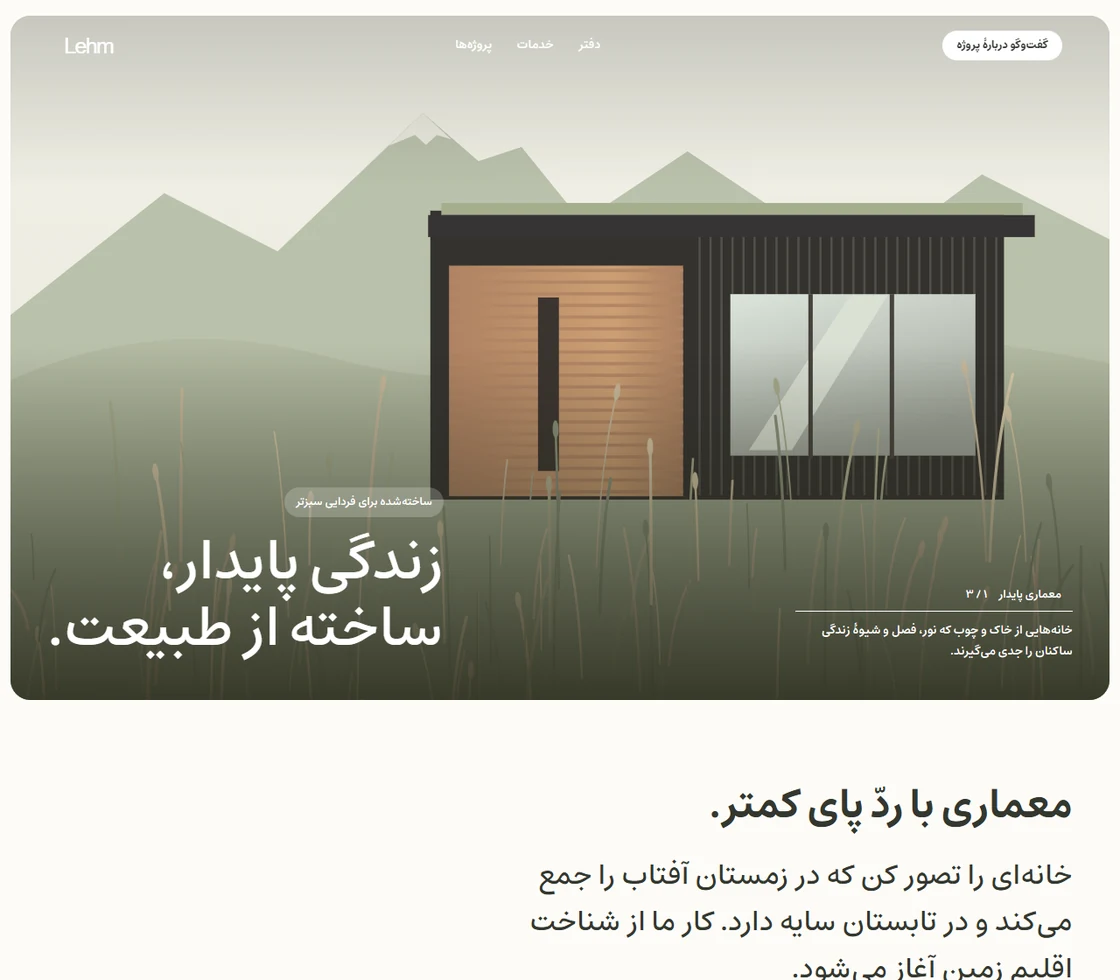 Lehm
پروژه‌ها
خدمات
دفتر
گفت‌وگو دربارهٔ پروژه
ساخته‌شده برای فردایی سبزتر
زندگی پایدار،
ساخته از طبیعت.
معماری پایدار ۱ / ۳
خانه‌هایی از خاک و چوب که نور، فصل و شیوهٔ زندگی
ساکنان را جدی می‌گیرند.
معماری با ردّ پای کمتر.
خانه‌ای را تصور کن که در زمستان آفتاب را جمع
می‌کند و در تابستان سایه دارد. کار ما از شناخت
اقلیم زمین آغاز می‌شود.